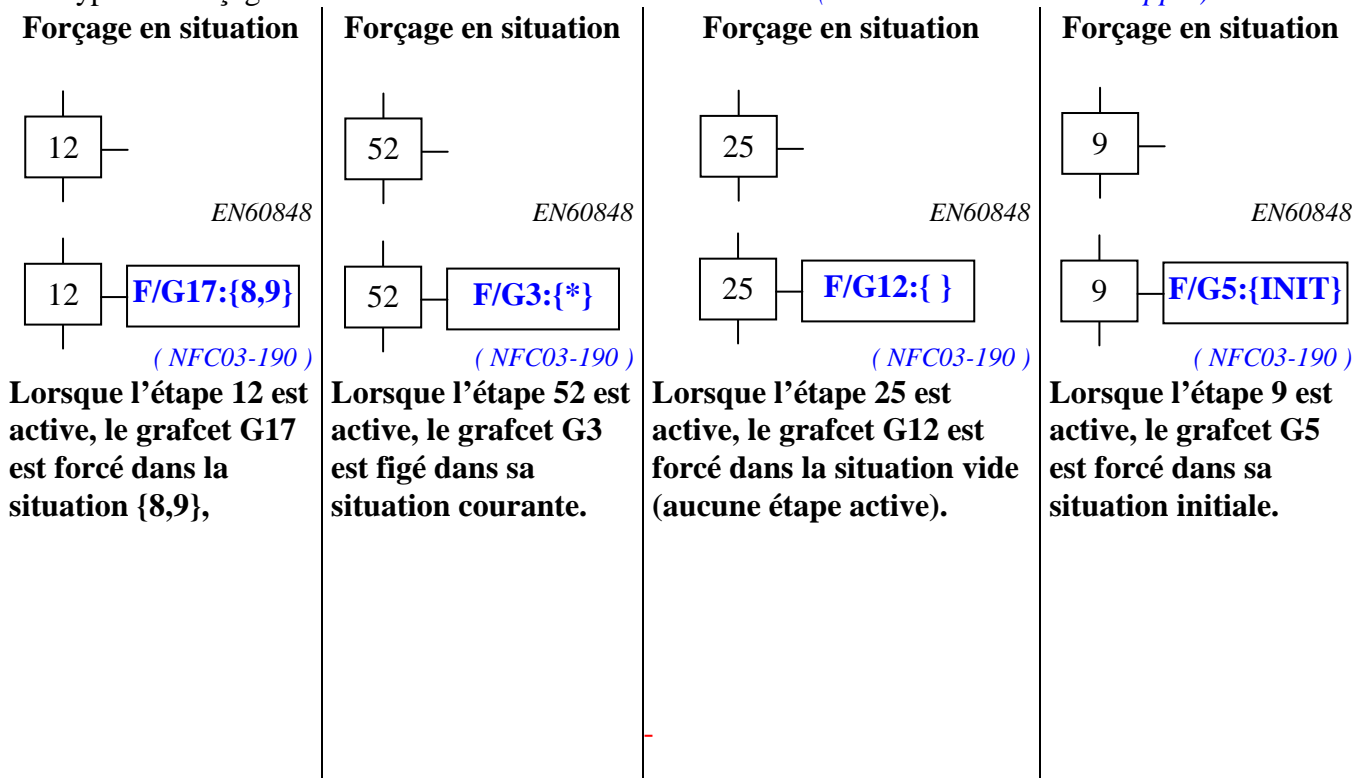 Forçage en situation
12
EN60848
12
F/G17:{8,9}
( NFC03-190 )
Lorsque l'étape 12 est
active, le grafcet G17
est forcé dans la
situation {8,9},
Forçage en situation
52
EN60848
52
F/G3:{*}
( NFC03-190 )
Lorsque l'étape 52 est
active, le grafcet G3
est figé dans sa
situation courante.
Forçage en situation
25
EN60848
25
F/G12:{ }
( NFC03-190 )
Lorsque l'étape 25 est
active, le grafcet G12 est
forcé dans la situation vide
(aucune étape active).
-
Forçage en situation
9
EN60848
9
F/G5:{INIT}
( NFC03-190 )
Lorsque l'étape 9 est
active, le grafcet G5
est forcé dans sa
situation initiale.